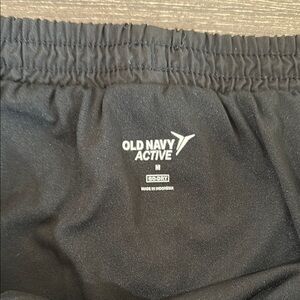 OLD NAVY
ACTIVE
M
GO-DRY
MADE IN INDONESIA